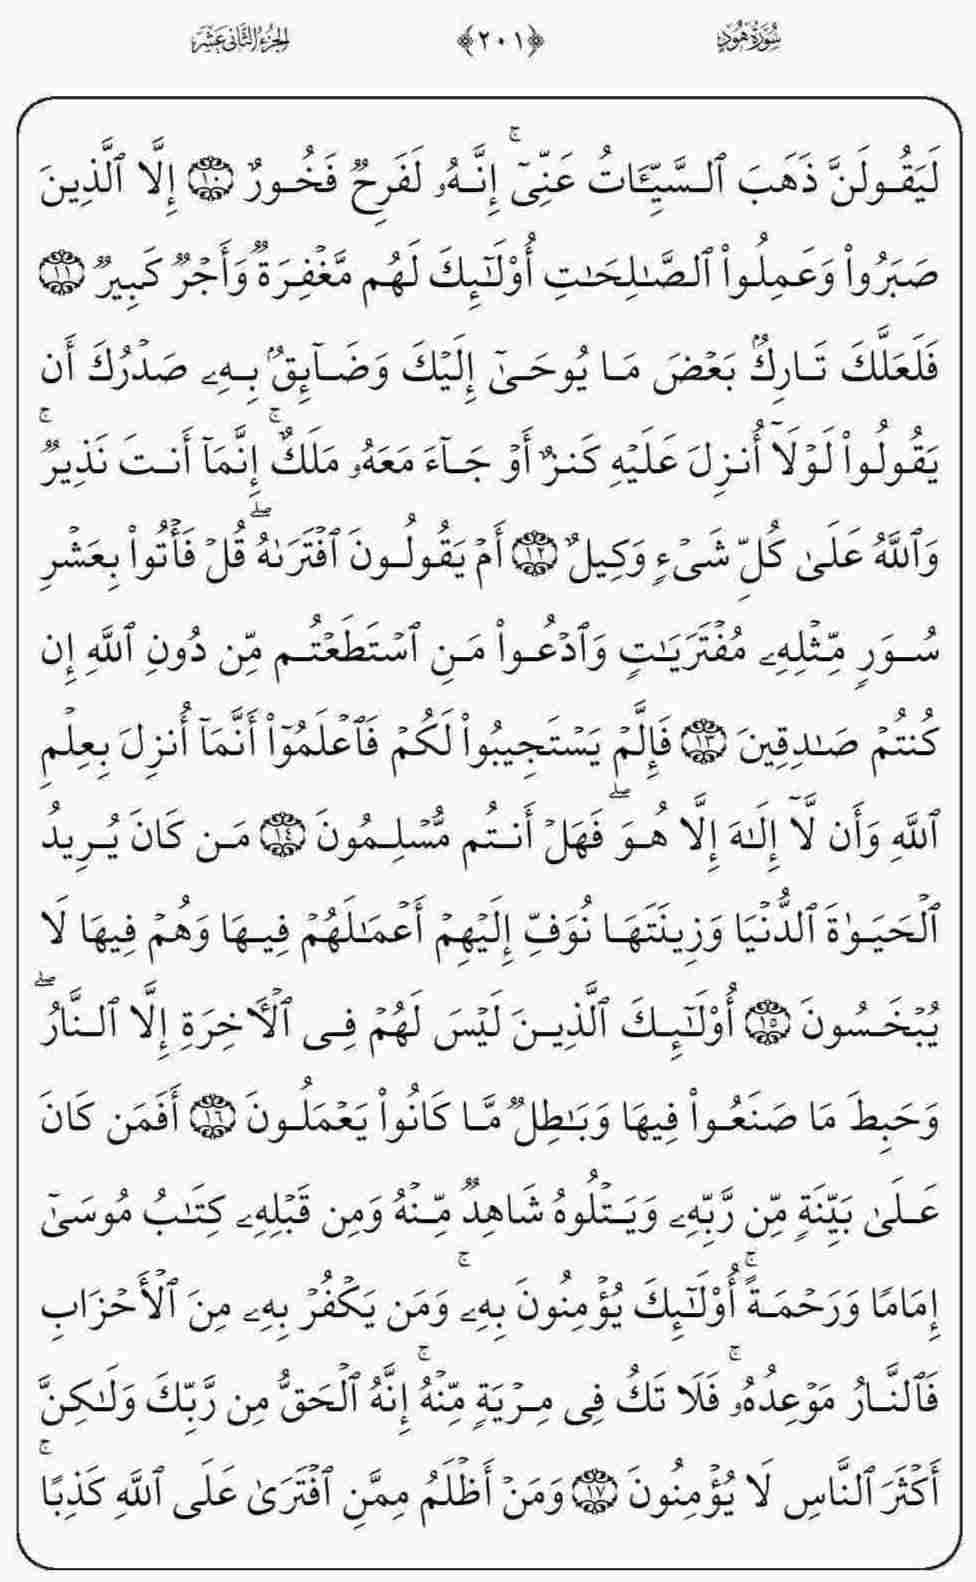 سُورَةُ هُودٍ ﴿٢٠١﴾ الجزء الثاني عشر
لَيَقُولَنَّ ذَهَبَ ٱلسَّيِّـَٔاتُ عَنِّيٓۚ إِنَّهُۥ لَفَرِحٞ فَخُورٌ ١٠ إِلَّا ٱلَّذِينَ
صَبَرُواْ وَعَمِلُواْ ٱلصَّٰلِحَٰتِ أُوْلَٰٓئِكَ لَهُم مَّغۡفِرَةٞ وَأَجۡرٞ كَبِيرٞ ١١
فَلَعَلَّكَ تَارِكُۢ بَعۡضَ مَا يُوحَىٰٓ إِلَيۡكَ وَضَآئِقُۢ بِهِۦ صَدۡرُكَ أَن
يَقُولُواْ لَوۡلَآ أُنزِلَ عَلَيۡهِ كَنزٌ أَوۡ جَآءَ مَعَهُۥ مَلَكٌۚ إِنَّمَآ أَنتَ نَذِيرٞۚ
وَٱللَّهُ عَلَىٰ كُلِّ شَيۡءٖ وَكِيلٌ ١٢ أَمۡ يَقُولُونَ ٱفۡتَرَىٰهُۖ قُلۡ فَأۡتُواْ بِعَشۡرِ
سُوَرٖ مِّثۡلِهِۦ مُفۡتَرَيَٰتٖ وَٱدۡعُواْ مَنِ ٱسۡتَطَعۡتُم مِّن دُونِ ٱللَّهِ إِن
كُنتُمۡ صَٰدِقِينَ ١٣ فَإِلَّمۡ يَسۡتَجِيبُواْ لَكُمۡ فَٱعۡلَمُوٓاْ أَنَّمَآ أُنزِلَ بِعِلۡمِ
ٱللَّهِ وَأَن لَّآ إِلَٰهَ إِلَّا هُوَۖ فَهَلۡ أَنتُم مُّسۡلِمُونَ ١٤ مَن كَانَ يُرِيدُ
ٱلۡحَيَوٰةَ ٱلدُّنۡيَا وَزِينَتَهَا نُوَفِّ إِلَيۡهِمۡ أَعۡمَٰلَهُمۡ فِيهَا وَهُمۡ فِيهَا لَا
يُبۡخَسُونَ ١٥ أُوْلَٰٓئِكَ ٱلَّذِينَ لَيۡسَ لَهُمۡ فِي ٱلۡأٓخِرَةِ إِلَّا ٱلنَّارُۖ
وَحَبِطَ مَا صَنَعُواْ فِيهَا وَبَٰطِلٞ مَّا كَانُواْ يَعۡمَلُونَ ١٦ أَفَمَن كَانَ
عَلَىٰ بَيِّنَةٖ مِّن رَّبِّهِۦ وَيَتۡلُوهُ شَاهِدٞ مِّنۡهُ وَمِن قَبۡلِهِۦ كِتَٰبُ مُوسَىٰٓ
إِمَامٗا وَرَحۡمَةًۚ أُوْلَٰٓئِكَ يُؤۡمِنُونَ بِهِۦۚ وَمَن يَكۡفُرۡ بِهِۦ مِنَ ٱلۡأَحۡزَابِ
فَٱلنَّارُ مَوۡعِدُهُۥۚ فَلَا تَكُ فِي مِرۡيَةٖ مِّنۡهُۚ إِنَّهُ ٱلۡحَقُّ مِن رَّبِّكَ وَلَٰكِنَّ
أَكۡثَرَ ٱلنَّاسِ لَا يُؤۡمِنُونَ ١٧ وَمَنۡ أَظۡلَمُ مِمَّنِ ٱفۡتَرَىٰ عَلَى ٱللَّهِ كَذِبًاۚ